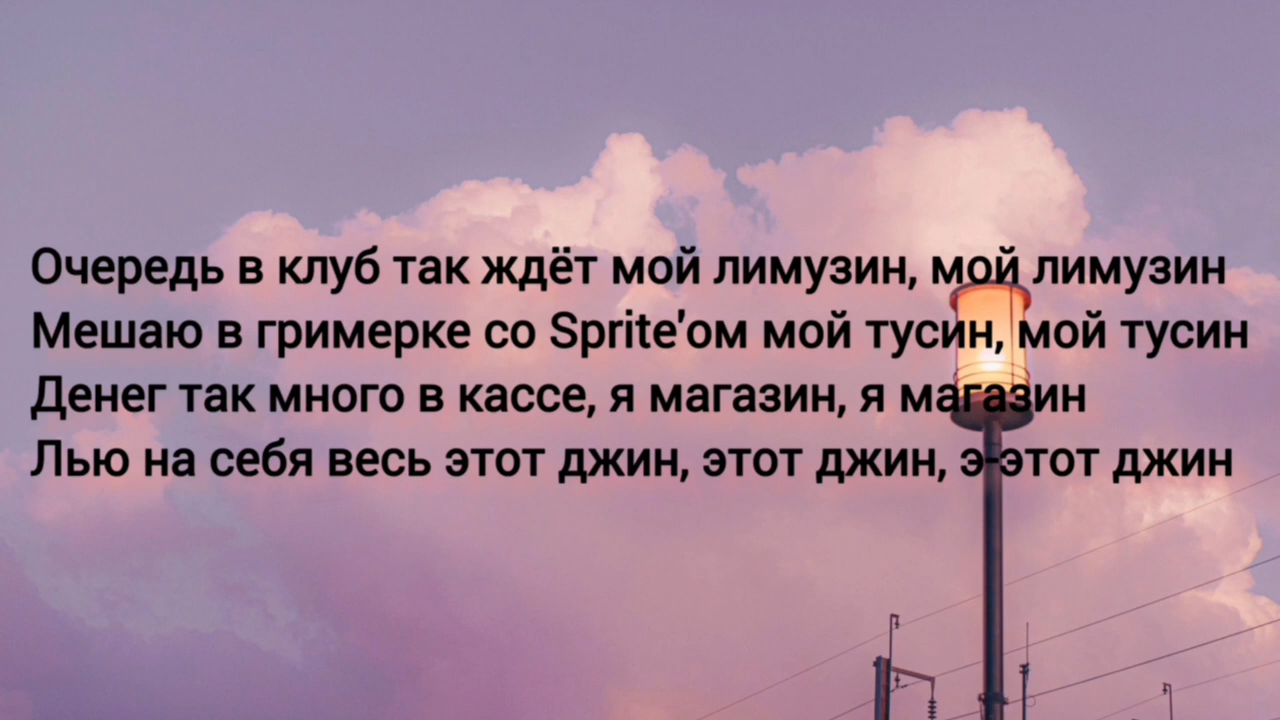 Очередь в клуб так ждёт мой лимузин, мой лимузин
Мешаю в гримерке со Sprite'ом мой тусин, мой тусин
Денег так много в кассе, я магазин, я магазин
Лью на себя весь этот джин, этот джин, э-этот джин